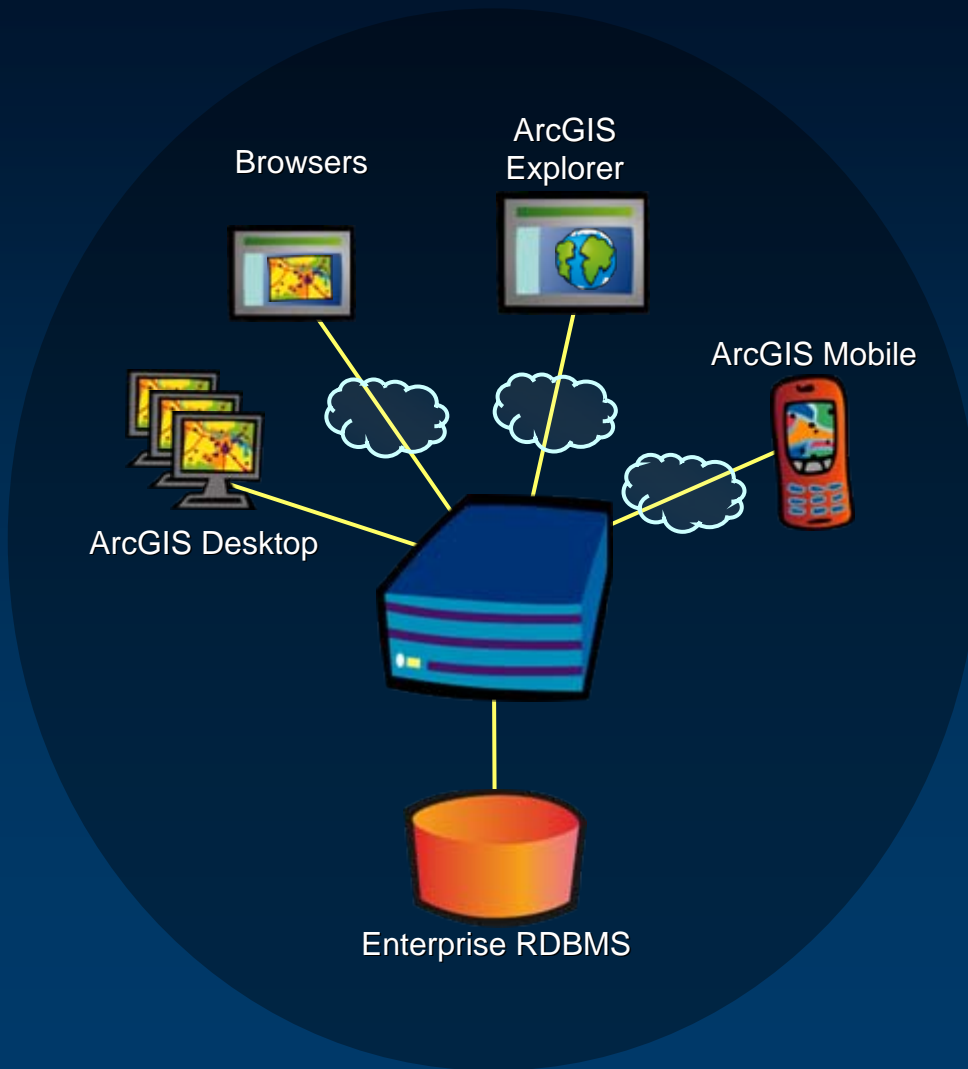 ArcGIS
Explorer
Browsers
ArcGIS Mobile
ArcGIS Desktop
Enterprise RDBMS